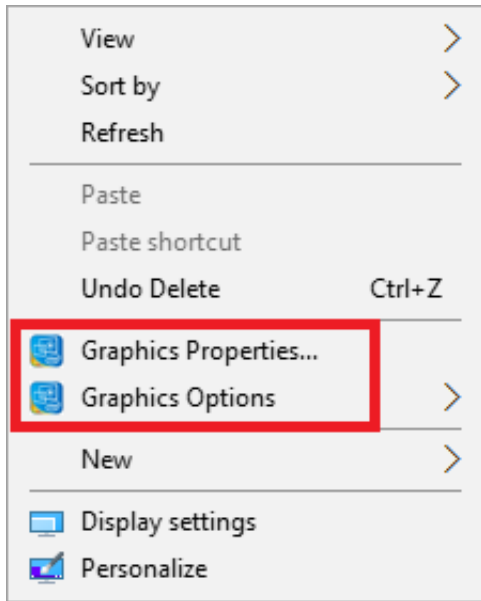 View
Sort by
Refresh
Paste
Paste shortcut
Undo Delete Ctrl+Z
Graphics Properties...
Graphics Options
New
Display settings
Personalize